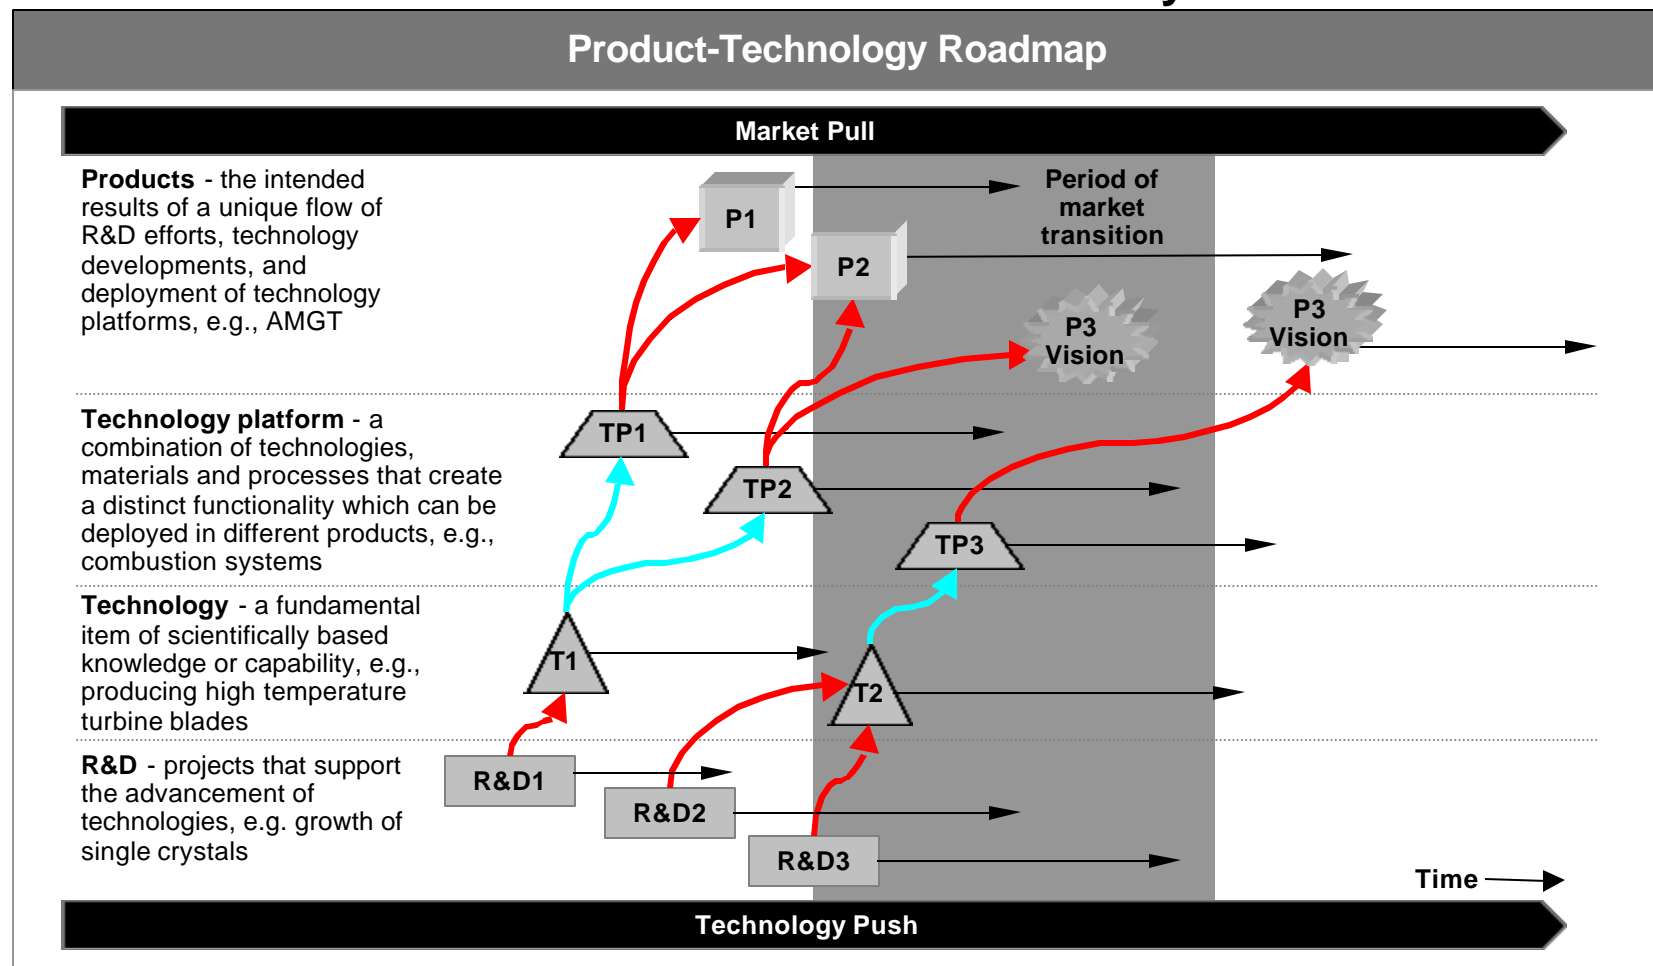 Product-Technology Roadmap
Market Pull
Products - the intended
results of a unique flow of
R&D efforts, technology
developments, and
deployment of technology
platforms, e.g., AMGT
P1
P2
Period of
market
transition
P3
Vision
P3
Vision
Technology platform - a
combination of technologies,
materials and processes that create
a distinct functionality which can be
deployed in different products, e.g.,
combustion systems
TP1
TP2
TP3
Technology - a fundamental
item of scientifically based
knowledge or capability, e.g.,
producing high temperature
turbine blades
T1
T2
R&D - projects that support
the advancement of
technologies, e.g. growth of
single crystals
R&D1
R&D2
R&D3
Time
Technology Push